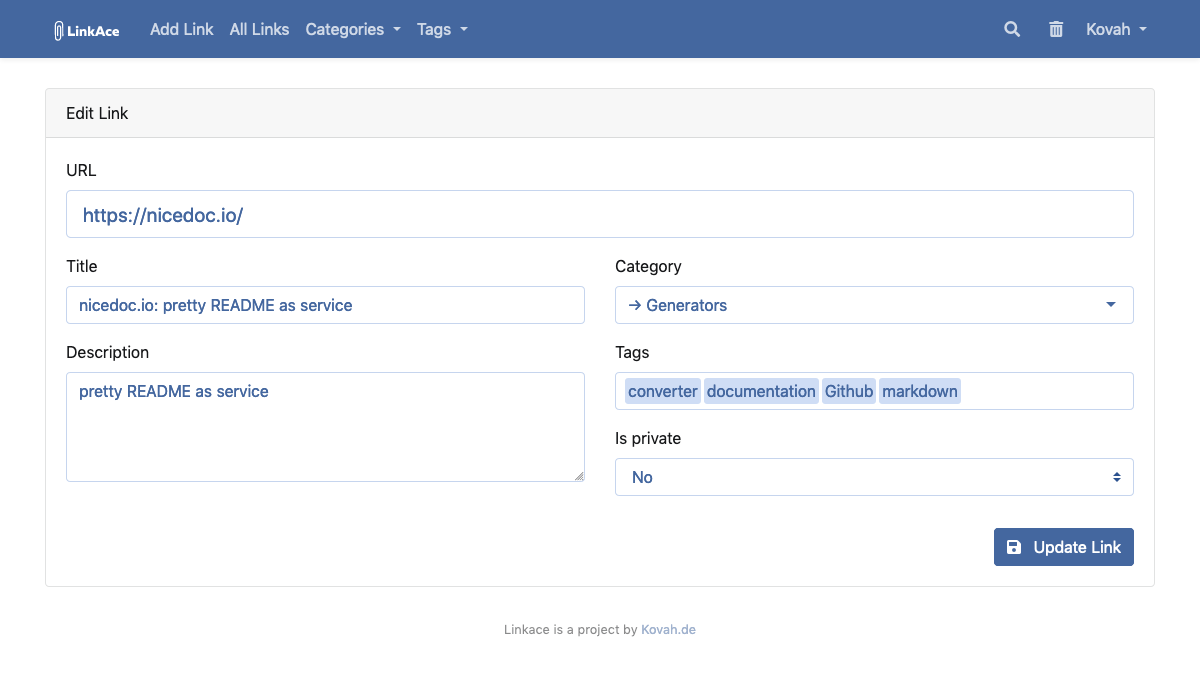 LinkAce Add Link All Links Categories Tags Kovah
Edit Link
URL
https://nicedoc.io/
Title
nicedoc.io: pretty README as service
Category
→ Generators
Description
pretty README as service
Tags
converter documentation Github markdown
Is private
No
Update Link
Linkace is a project by Kovah.de